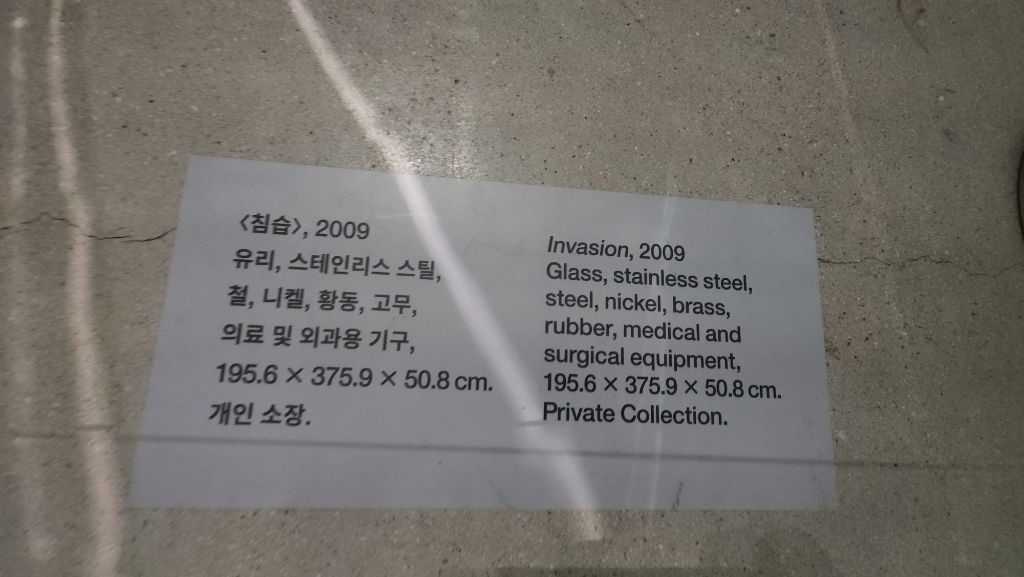 〈침습〉, 2009
유리, 스테인리스 스틸,
철, 니켈, 황동, 고무,
의료 및 외과용 기구,
195.6 × 375.9 × 50.8 cm.
개인 소장.
Invasion, 2009
Glass, stainless steel,
steel, nickel, brass,
rubber, medical and
surgical equipment,
195.6 × 375.9 × 50.8 cm.
Private Collection.